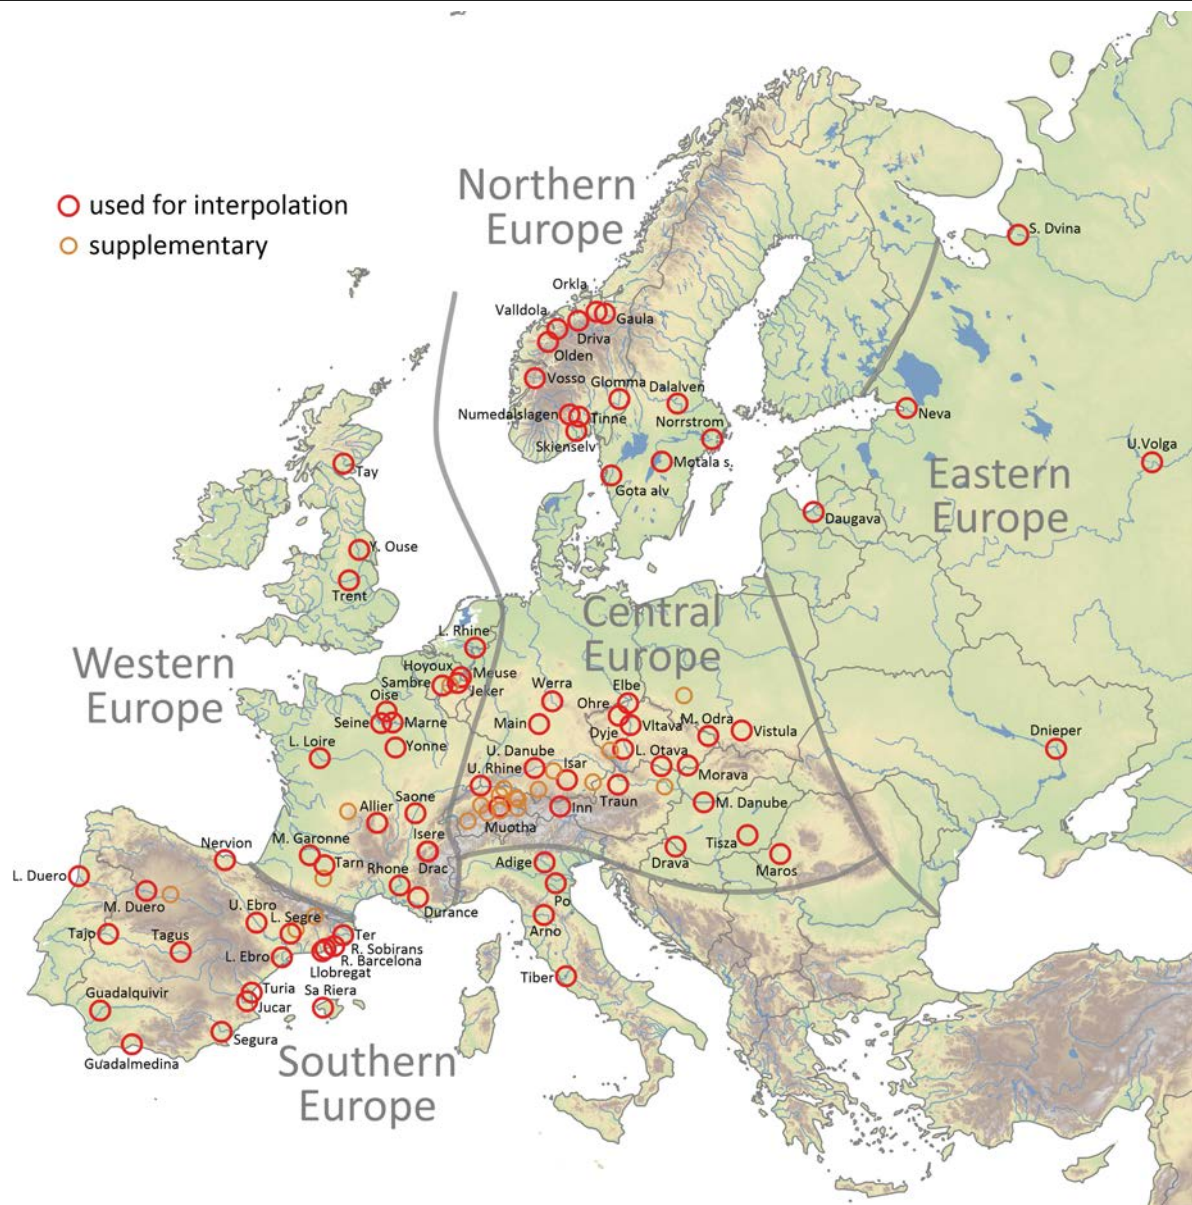 Northern
Europe
used for interpolation
supplementary
S. Dvina
Orkla
Valldola
Gaula
Driva
Olden
Vosso
Glomma
Dalalven
Neva
Numedalslagen
Tinne
Norrstrom
U.Volga
Skienselv
Tay
Motala s.
Eastern
Europe
Gota alv
Daugava
Y. Ouse
Trent
Central
Europe
L. Rhine
Western
Europe
Hoyoux
Meuse
Sambre
Jeker
Werra
Elbe
Oise
Ohre
Seine
Marne
Main
Vltava
M. Odra
Vistula
Dyje
Dnieper
L. Loire
Yonne
U. Danube
L. Otava
U. Rhine
Isar
Morava
Saone
Traun
M. Danube
Allier
Inn
Muotha
Isere
M. Garonne
Nervion
Tisza
Tarn
Drac
Adige
Drava
Maros
Rhone
L. Duero
M. Duero
U. Ebro
Po
L. Segre
Durance
Tajo
Tagus
Ter
Arno
R. Sobirans
L. Ebro
R. Barcelona
Llobregat
Tiber
Guadalquivir
Turia
Sa Riera
Jucar
Segura
Guadalmedina
Southern
Europe